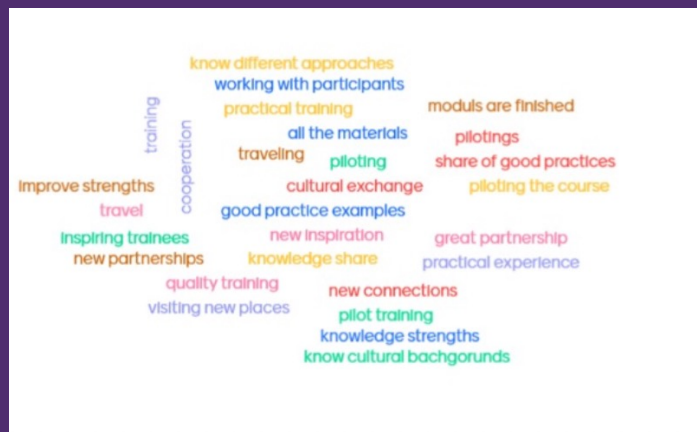 know different approaches
working with participants
training
practical training
moduls are finished
cooperation
all the materials
pilotings
traveling
piloting
share of good practices
Improve strengths
cultural exchange
piloting the course
travel
good practice examples
inspiring trainees
new inspiration
great partnership
new partnerships
knowledge share
practical experience
quality training
new connections
visiting new places
pilot training
knowledge strengths
know cultural bachgorunds